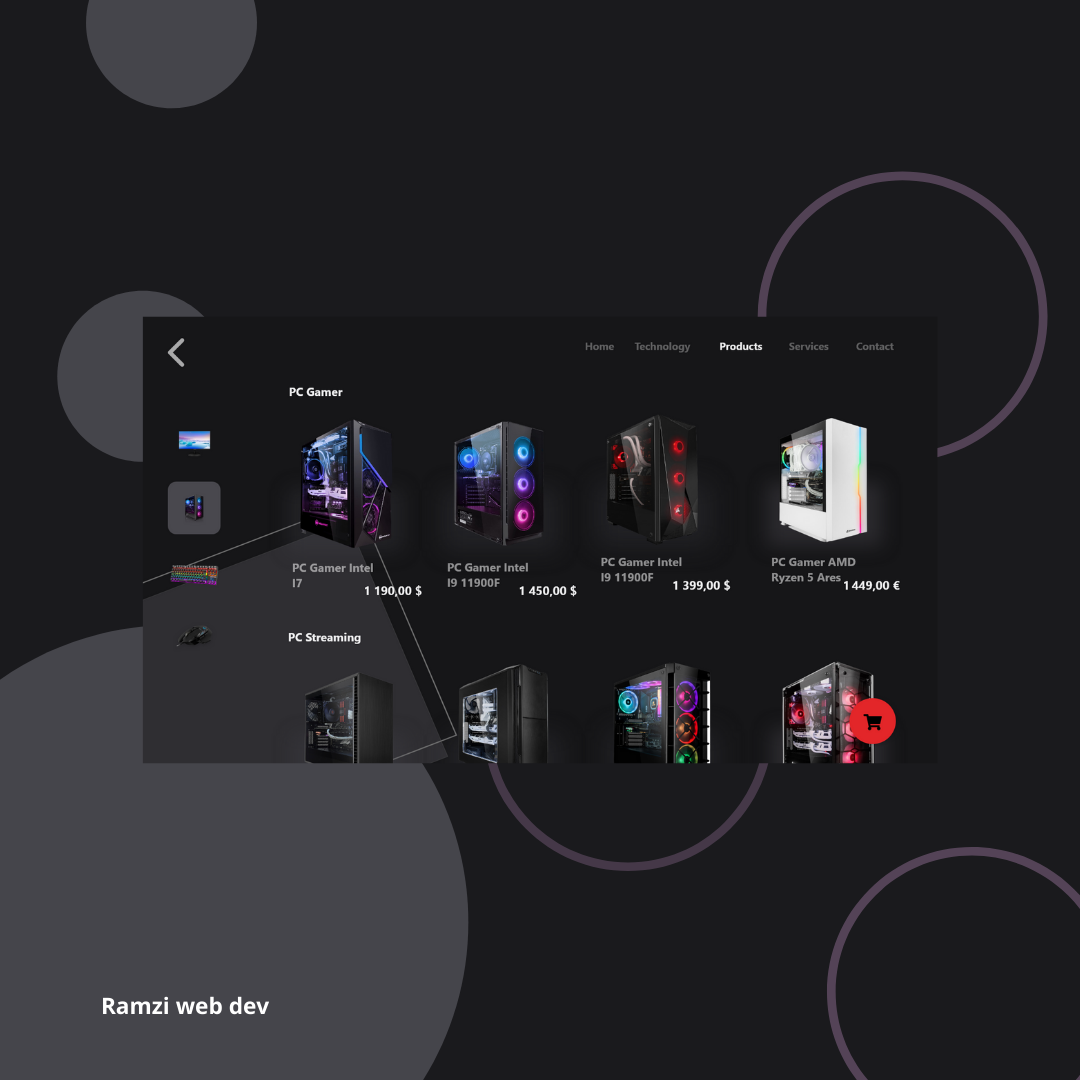 Home Technology Products Services Contact
PC Gamer
PC Gamer Intel
I7
1 190,00 $
PC Gamer Intel
I9 11900F
1 450,00 $
PC Gamer Intel
I9 11900F
1 399,00 $
PC Gamer AMD
Ryzen 5 Ares
1 449,00 €
PC Streaming
Ramzi web dev